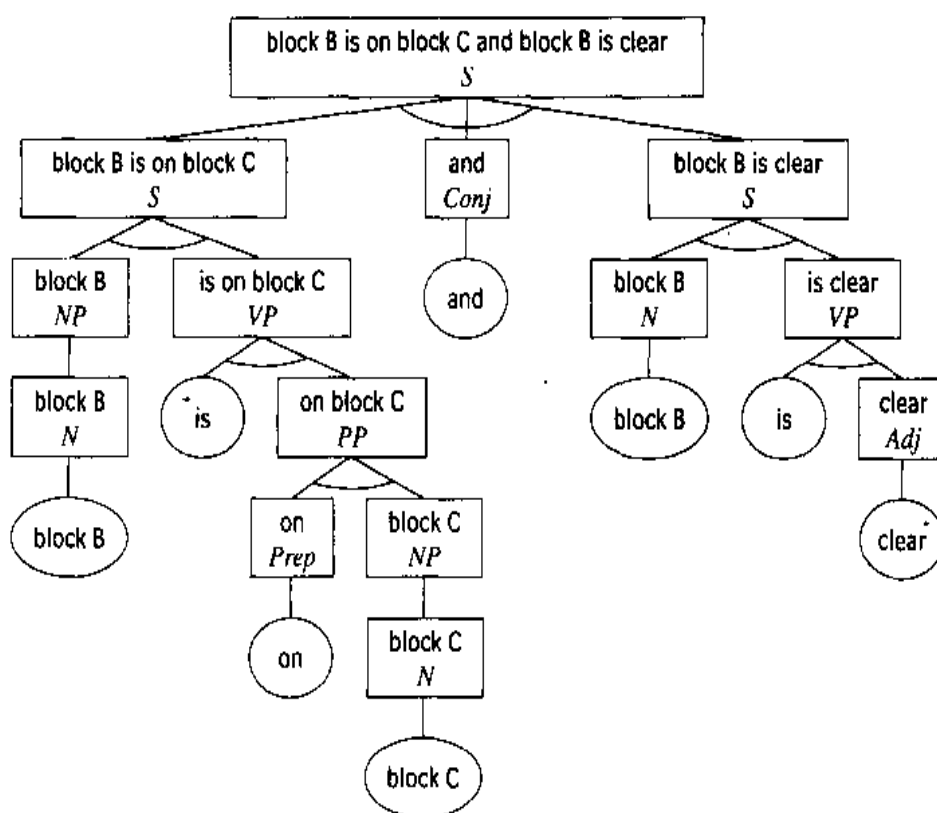 block B is on block C and block B is clear
S
block B is on block C
S
and
Conj
block B is clear
S
block B
NP
is on block C
VP
and
block B
N
is clear
VP
block B
N
is
on block C
PP
block B
is
clear
Adj
block B
on
Prep
block C
NP
clear
on
block C
N
block C